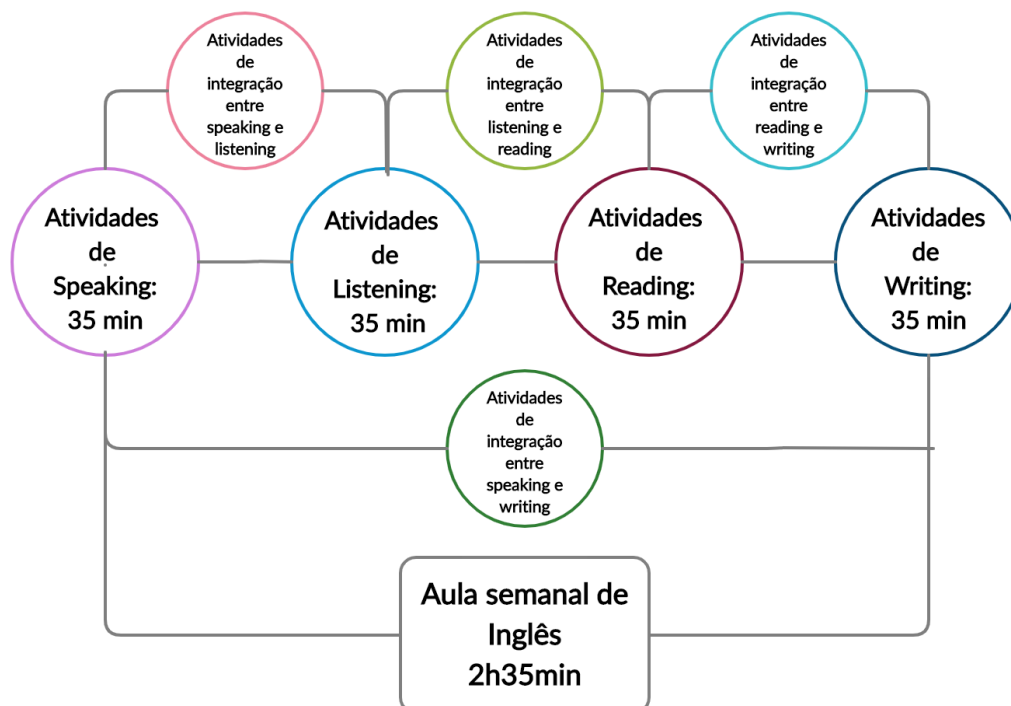 Atividades
de
integração
entre
speaking e
listening
Atividades
de
integração
entre
listening e
reading
Atividades
de
integração
entre
reading e
writing
Atividades
de
Speaking:
35 min
Atividades
de
Listening:
35 min
Atividades
de
Reading:
35 min
Atividades
de
Writing:
35 min
Atividades
de
integração
entre
speaking e
writing
Aula semanal de
Inglês
2h35min